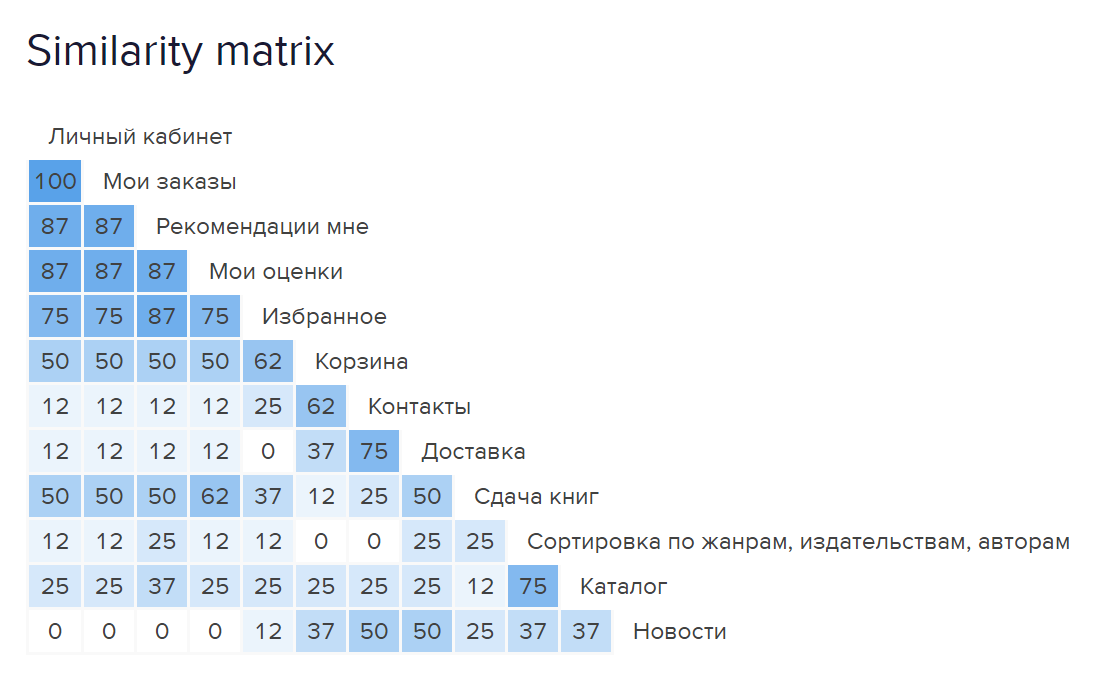 Similarity matrix
Личный кабинет
100 Мои заказы
87 87 Рекомендации мне
87 87 87 Мои оценки
75 75 87 75 Избранное
50 50 50 50 62 Корзина
12 12 12 12 25 62 Контакты
12 12 12 12 0 37 75 Доставка
50 50 50 62 37 12 25 50 Сдача книг
12 12 25 12 12 0 0 25 25 Сортировка по жанрам, издательствам, авторам
25 25 37 25 25 25 25 25 12 75 Каталог
0 0 0 0 12 37 50 50 25 37 37 Новости